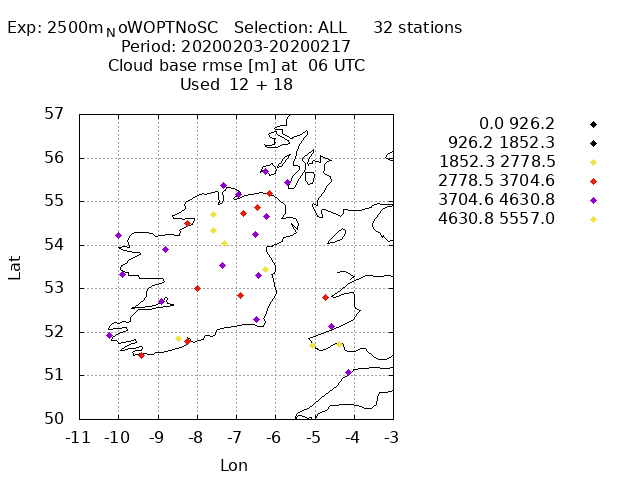 Exp: 2500mNoWOPTNoSC Selection: ALL 32 stations
Period: 20200203-20200217
Cloud base rmse [m] at 06 UTC
Used 12 + 18
0.0 926.2
926.2 1852.3
1852.3 2778.5
2778.5 3704.6
3704.6 4630.8
4630.8 5557.0
57
56
55
54
53
52
51
50
Lat
-11 -10 -9 -8 -7 -6 -5 -4 -3
Lon